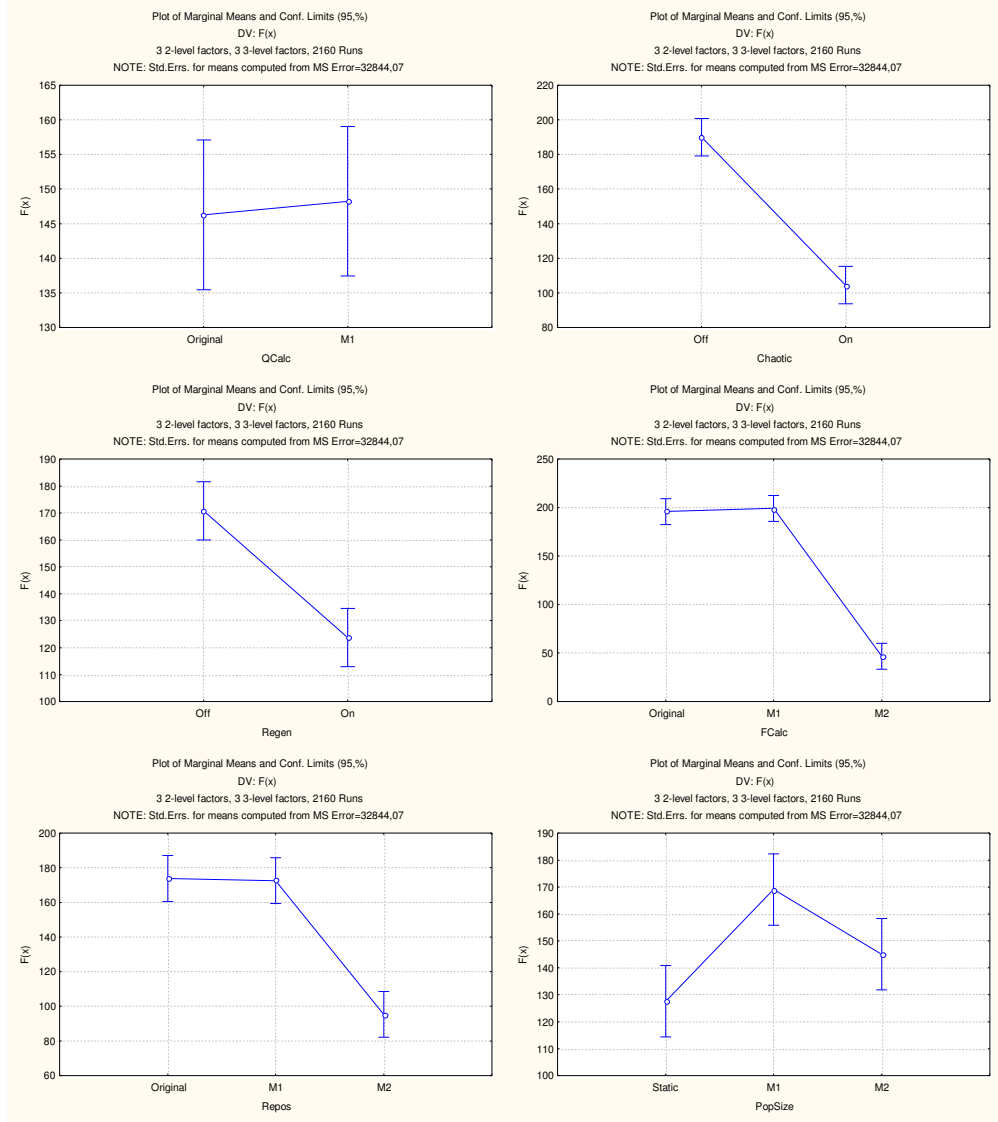 Plot of Marginal Means and Conf. Limits (95,%)
DV: F(x)
3 2-level factors, 3 3-level factors, 2160 Runs
NOTE: Std.Errs. for means computed from MS Error=32844,07
165
160
155
150
145
140
135
130
F(x)
Original M1
QCalc
Plot of Marginal Means and Conf. Limits (95,%)
DV: F(x)
3 2-level factors, 3 3-level factors, 2160 Runs
NOTE: Std.Errs. for means computed from MS Error=32844,07
220
200
180
160
140
120
100
80
F(x)
Off On
Chaotic
Plot of Marginal Means and Conf. Limits (95,%)
DV: F(x)
3 2-level factors, 3 3-level factors, 2160 Runs
NOTE: Std.Errs. for means computed from MS Error=32844,07
190
180
170
160
150
140
130
120
110
100
F(x)
Off On
Regen
Plot of Marginal Means and Conf. Limits (95,%)
DV: F(x)
3 2-level factors, 3 3-level factors, 2160 Runs
NOTE: Std.Errs. for means computed from MS Error=32844,07
250
200
150
100
50
0
F(x)
Original M1 M2
FCalc
Plot of Marginal Means and Conf. Limits (95,%)
DV: F(x)
3 2-level factors, 3 3-level factors, 2160 Runs
NOTE: Std.Errs. for means computed from MS Error=32844,07
200
180
160
140
120
100
80
60
F(x)
Original M1 M2
Repos
Plot of Marginal Means and Conf. Limits (95,%)
DV: F(x)
3 2-level factors, 3 3-level factors, 2160 Runs
NOTE: Std.Errs. for means computed from MS Error=32844,07
190
180
170
160
150
140
130
120
110
100
F(x)
Static M1 M2
PopSize